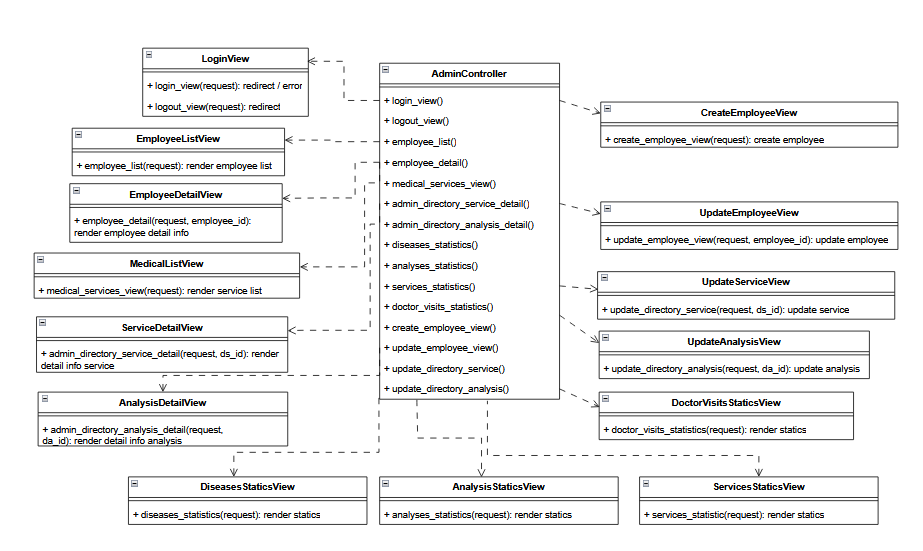 LoginView
+ login_view(request): redirect / error
+ logout_view(request): redirect
EmployeeListView
+ employee_list(request): render employee list
EmployeeDetailView
+ employee_detail(request, employee_id):
render employee detail info
MedicalListView
+ medical_services_view(request): render service list
ServiceDetailView
+ admin_directory_service_detail(request, ds_id): render
detail info service
AnalysisDetailView
+ admin_directory_analysis_detail(request,
da_id): render detail info analysis
AdminController
+ login_view()
+ logout_view()
+ employee_list()
+ employee_detail()
+ medical_services_view()
+ admin_directory_service_detail()
+ admin_directory_analysis_detail()
+ diseases_statistics()
+ analyses_statistics()
+ services_statistics()
+ doctor_visits_statistics()
+ create_employee_view()
+ update_employee_view()
+ update_directory_service()
+ update_directory_analysis()
CreateEmployeeView
+ create_employee_view(request): create employee
UpdateEmployeeView
+ update_employee_view(request, employee_id): update employee
UpdateServiceView
+ update_directory_service(request, ds_id): update service
UpdateAnalysisView
+ update_directory_analysis(request, da_id): update analysis
DoctorVisitsStaticsView
+ doctor_visits_statistics(request): render statics
DiseasesStaticsView
+ diseases_statistics(request): render statics
AnalysisStaticsView
+ analyses_statistics(request): render statics
ServicesStaticsView
+ services_statistic(request): render statics